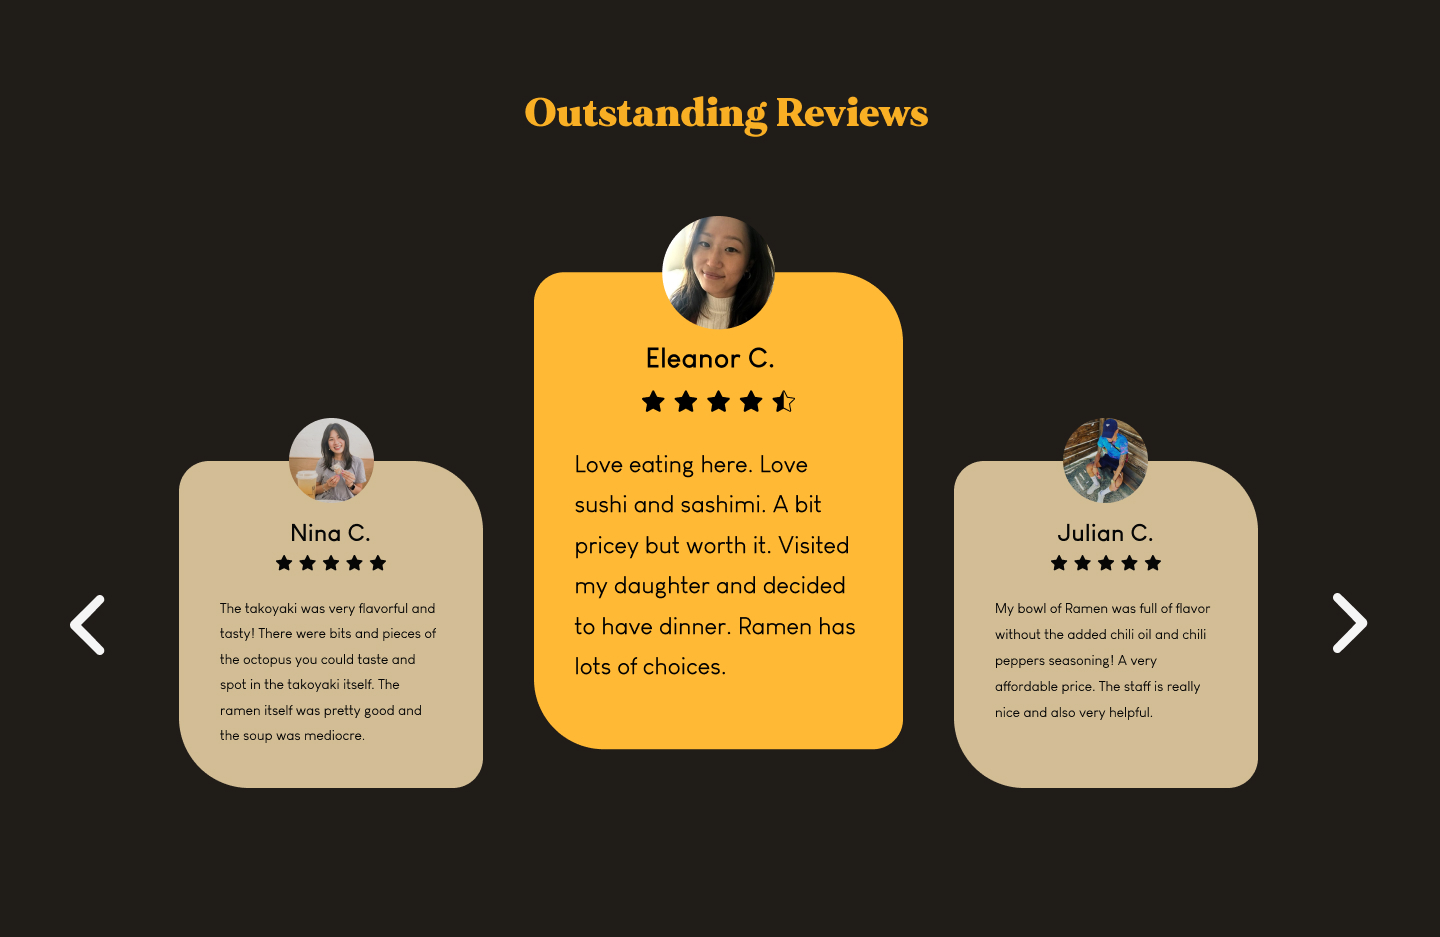 Outstanding Reviews
Eleanor C.
Love eating here. Love
sushi and sashimi. A bit
pricey but worth it. Visited
my daughter and decided
to have dinner. Ramen has
lots of choices.
Nina C.
The takoyaki was very flavorful and
tasty! There were bits and pieces of
the octopus you could taste and
spot in the takoyaki itself. The
ramen itself was pretty good and
the soup was mediocre.
Julian C.
My bowl of Ramen was full of flavor
without the added chili oil and chili
peppers seasoning! A very
affordable price. The staff is really
nice and also very helpful.